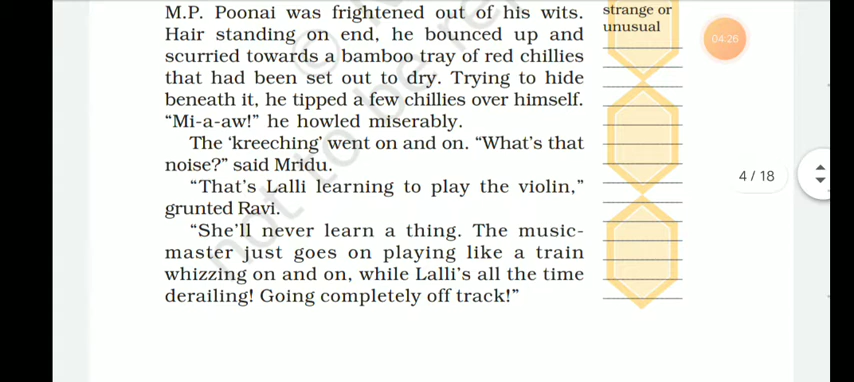 M.P. Poonai was frightened out of his wits.
Hair standing on end, he bounced up and
scurried towards a bamboo tray of red chillies
that had been set out to dry. Trying to hide
beneath it, he tipped a few chillies over himself.
“Mi-a-aw!” he howled miserably.
The ‘kreeching’ went on and on. “What’s that
noise?” said Mridu.
“That’s Lalli learning to play the violin,”
grunted Ravi.
“She’ll never learn a thing. The music-
master just goes on playing like a train
whizzing on and on, while Lalli’s all the time
derailing! Going completely off track!”
strange or
unusual
04:26
4 / 18
not to be re